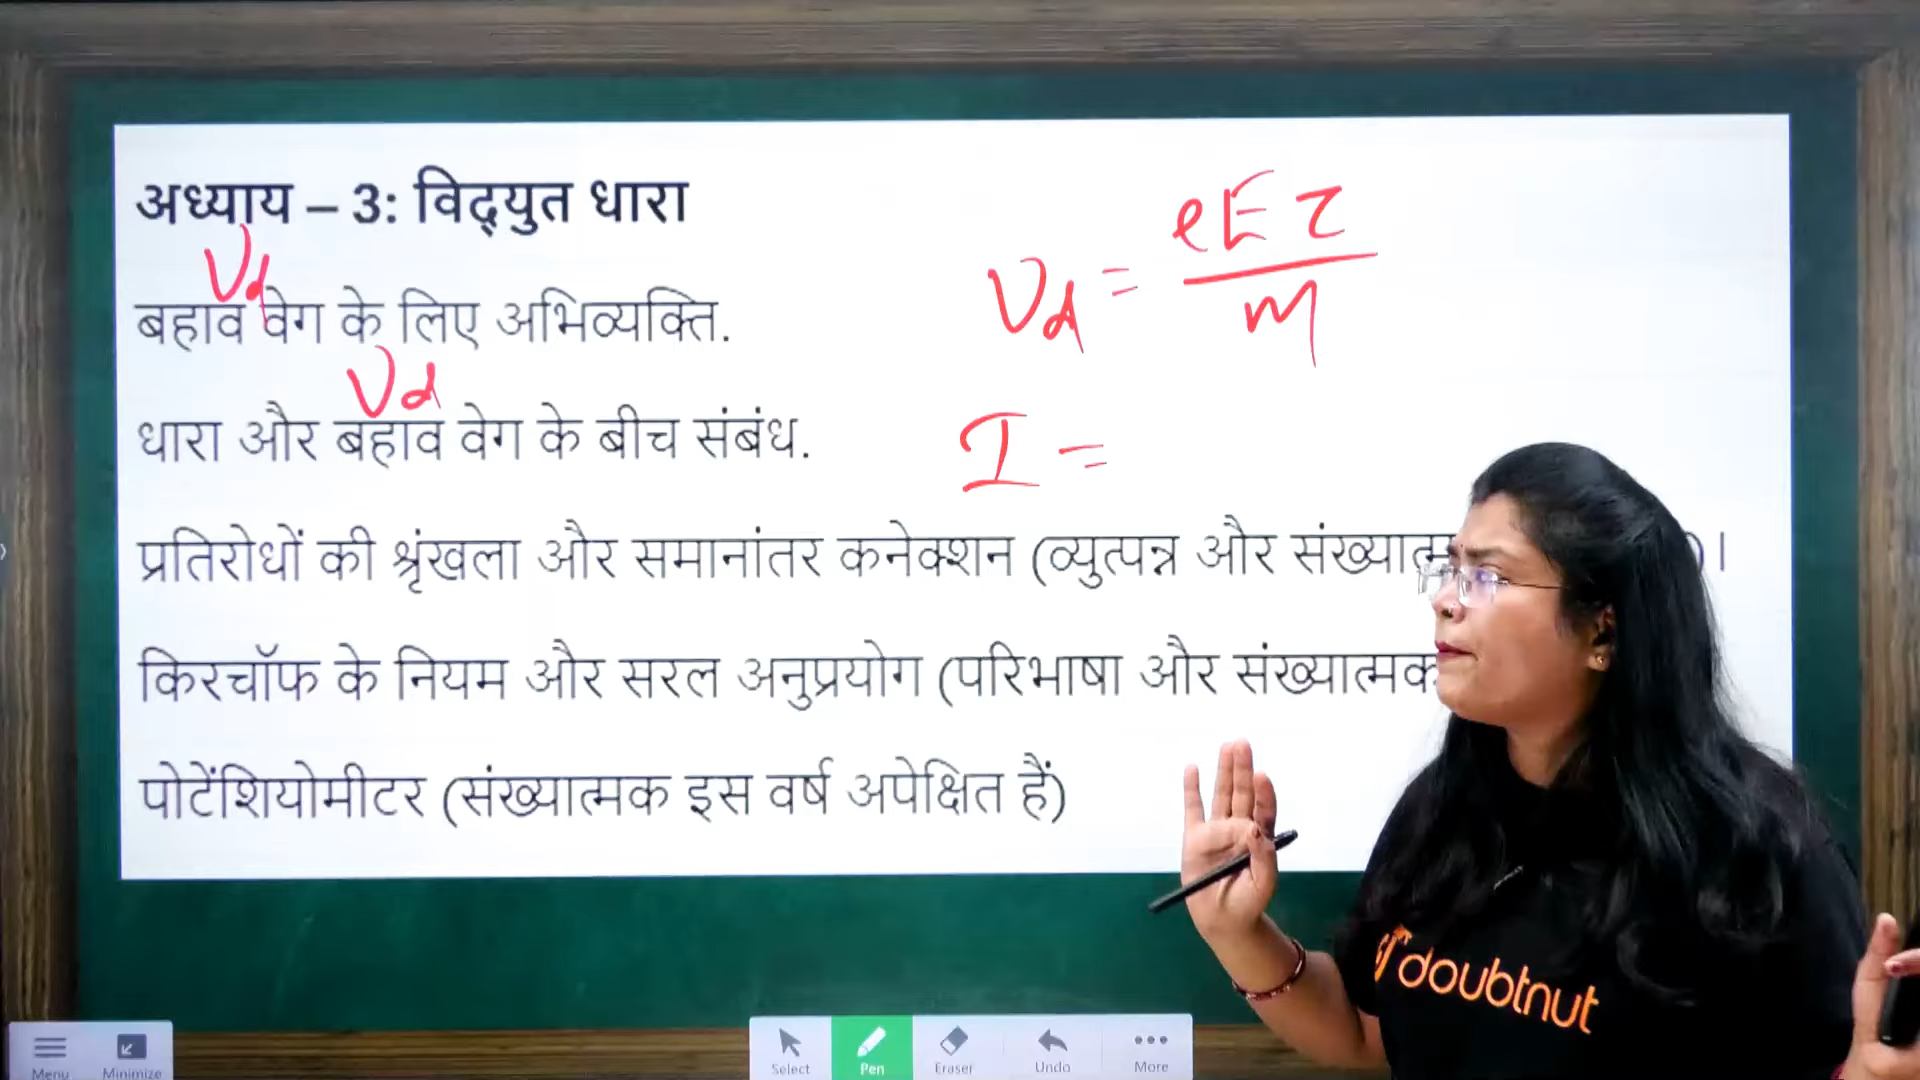 अध्याय – 3: विद्युत धारा
Vd
बहाव वेग के लिए अभिव्यक्ति.
Vd = eEτ/m
Vd
धारा और बहाव वेग के बीच संबंध.
I =
प्रतिरोधों की श्रृंखला और समानांतर कनेक्शन (व्युत्पन्न और )।
किरचॉफ के नियम और सरल अनुप्रयोग (परिभाषा और संख्यात्मक
पोटेंशियोमीटर (संख्यात्मक इस वर्ष अपेक्षित हैं)
doubtnut
Menu Minimize Select Pen Eraser Undo More